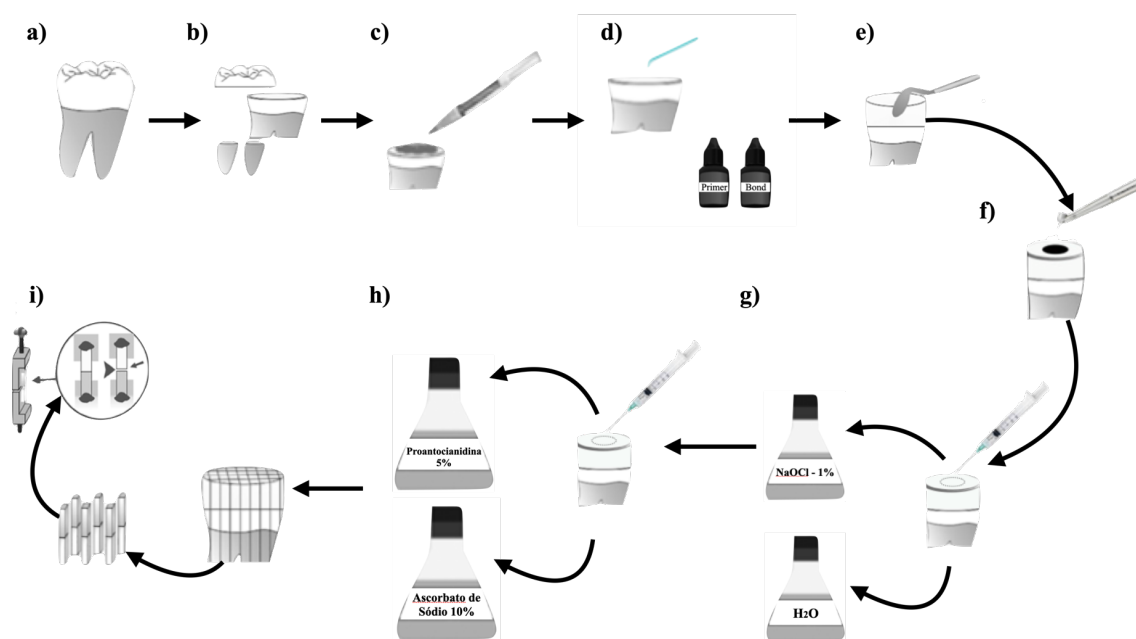 a)
b)
c)
d)
e)
Primer
Bond
f)
i)
h)
g)
Proantocianidina
5%
NaOCl - 1%
Ascorbato de
Sódio 10%
H2O